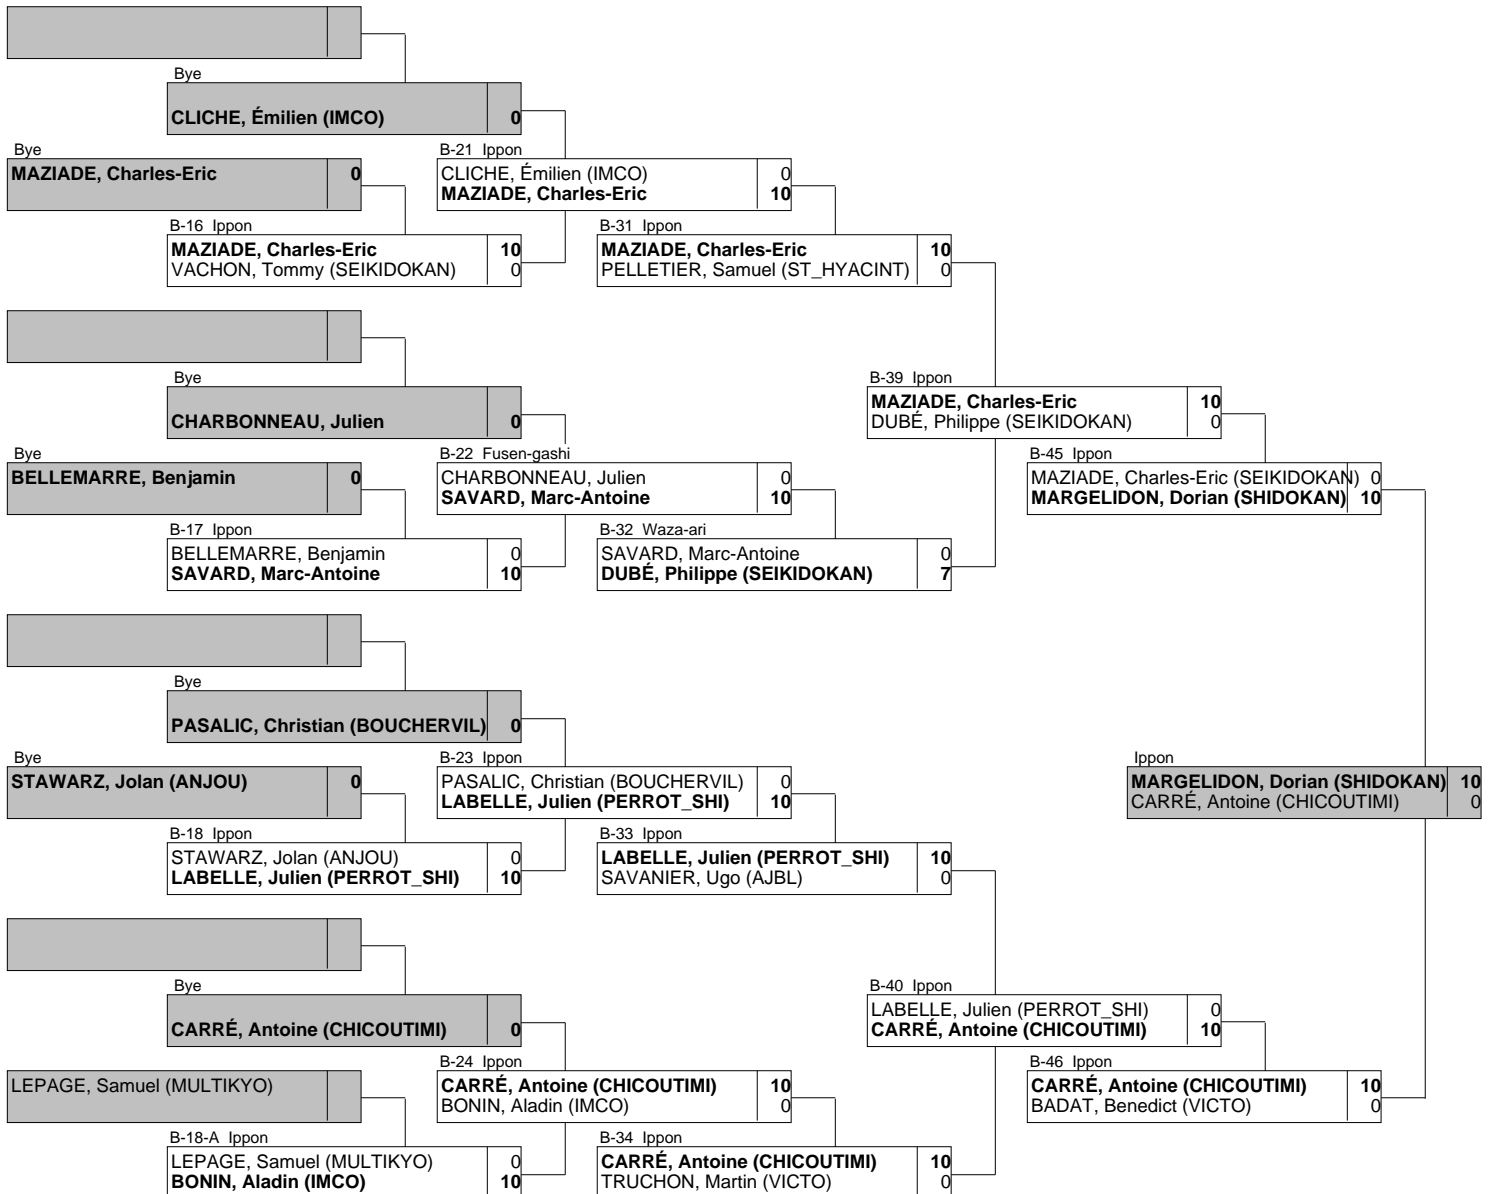 Bye
CLICHE, Émilien (IMCO) 0
Bye
MAZIADE, Charles-Eric 0
B-21 Ippon
CLICHE, Émilien (IMCO) 0
MAZIADE, Charles-Eric 10
B-16 Ippon
MAZIADE, Charles-Eric 10
VACHON, Tommy (SEIKIDOKAN) 0
B-31 Ippon
MAZIADE, Charles-Eric 10
PELLETIER, Samuel (ST_HYACINT) 0
Bye
CHARBONNEAU, Julien 0
B-39 Ippon
MAZIADE, Charles-Eric 10
DUBÉ, Philippe (SEIKIDOKAN) 0
Bye
BELLEMARRE, Benjamin 0
B-22 Fusen-gashi
CHARBONNEAU, Julien 0
SAVARD, Marc-Antoine 10
B-45 Ippon
MAZIADE, Charles-Eric (SEIKIDOKAN) 0
MARGELIDON, Dorian (SHIDOKAN) 10
B-17 Ippon
BELLEMARRE, Benjamin 0
SAVARD, Marc-Antoine 10
B-32 Waza-ari
SAVARD, Marc-Antoine 0
DUBÉ, Philippe (SEIKIDOKAN) 7
Bye
PASALIC, Christian (BOUCHERVIL) 0
Bye
STAWARZ, Jolan (ANJOU) 0
B-23 Ippon
PASALIC, Christian (BOUCHERVIL) 0
LABELLE, Julien (PERROT_SHI) 10
Ippon
MARGELIDON, Dorian (SHIDOKAN) 10
CARRÉ, Antoine (CHICOUTIMI) 0
B-18 Ippon
STAWARZ, Jolan (ANJOU) 0
LABELLE, Julien (PERROT_SHI) 10
B-33 Ippon
LABELLE, Julien (PERROT_SHI) 10
SAVANIER, Ugo (AJBL) 0
Bye
CARRÉ, Antoine (CHICOUTIMI) 0
B-40 Ippon
LABELLE, Julien (PERROT_SHI) 0
CARRÉ, Antoine (CHICOUTIMI) 10
LEPAGE, Samuel (MULTIKYO)
B-24 Ippon
CARRÉ, Antoine (CHICOUTIMI) 10
BONIN, Aladin (IMCO) 0
B-46 Ippon
CARRÉ, Antoine (CHICOUTIMI) 10
BADAT, Benedict (VICTO) 0
B-18-A Ippon
LEPAGE, Samuel (MULTIKYO) 0
BONIN, Aladin (IMCO) 10
B-34 Ippon
CARRÉ, Antoine (CHICOUTIMI) 10
TRUCHON, Martin (VICTO) 0